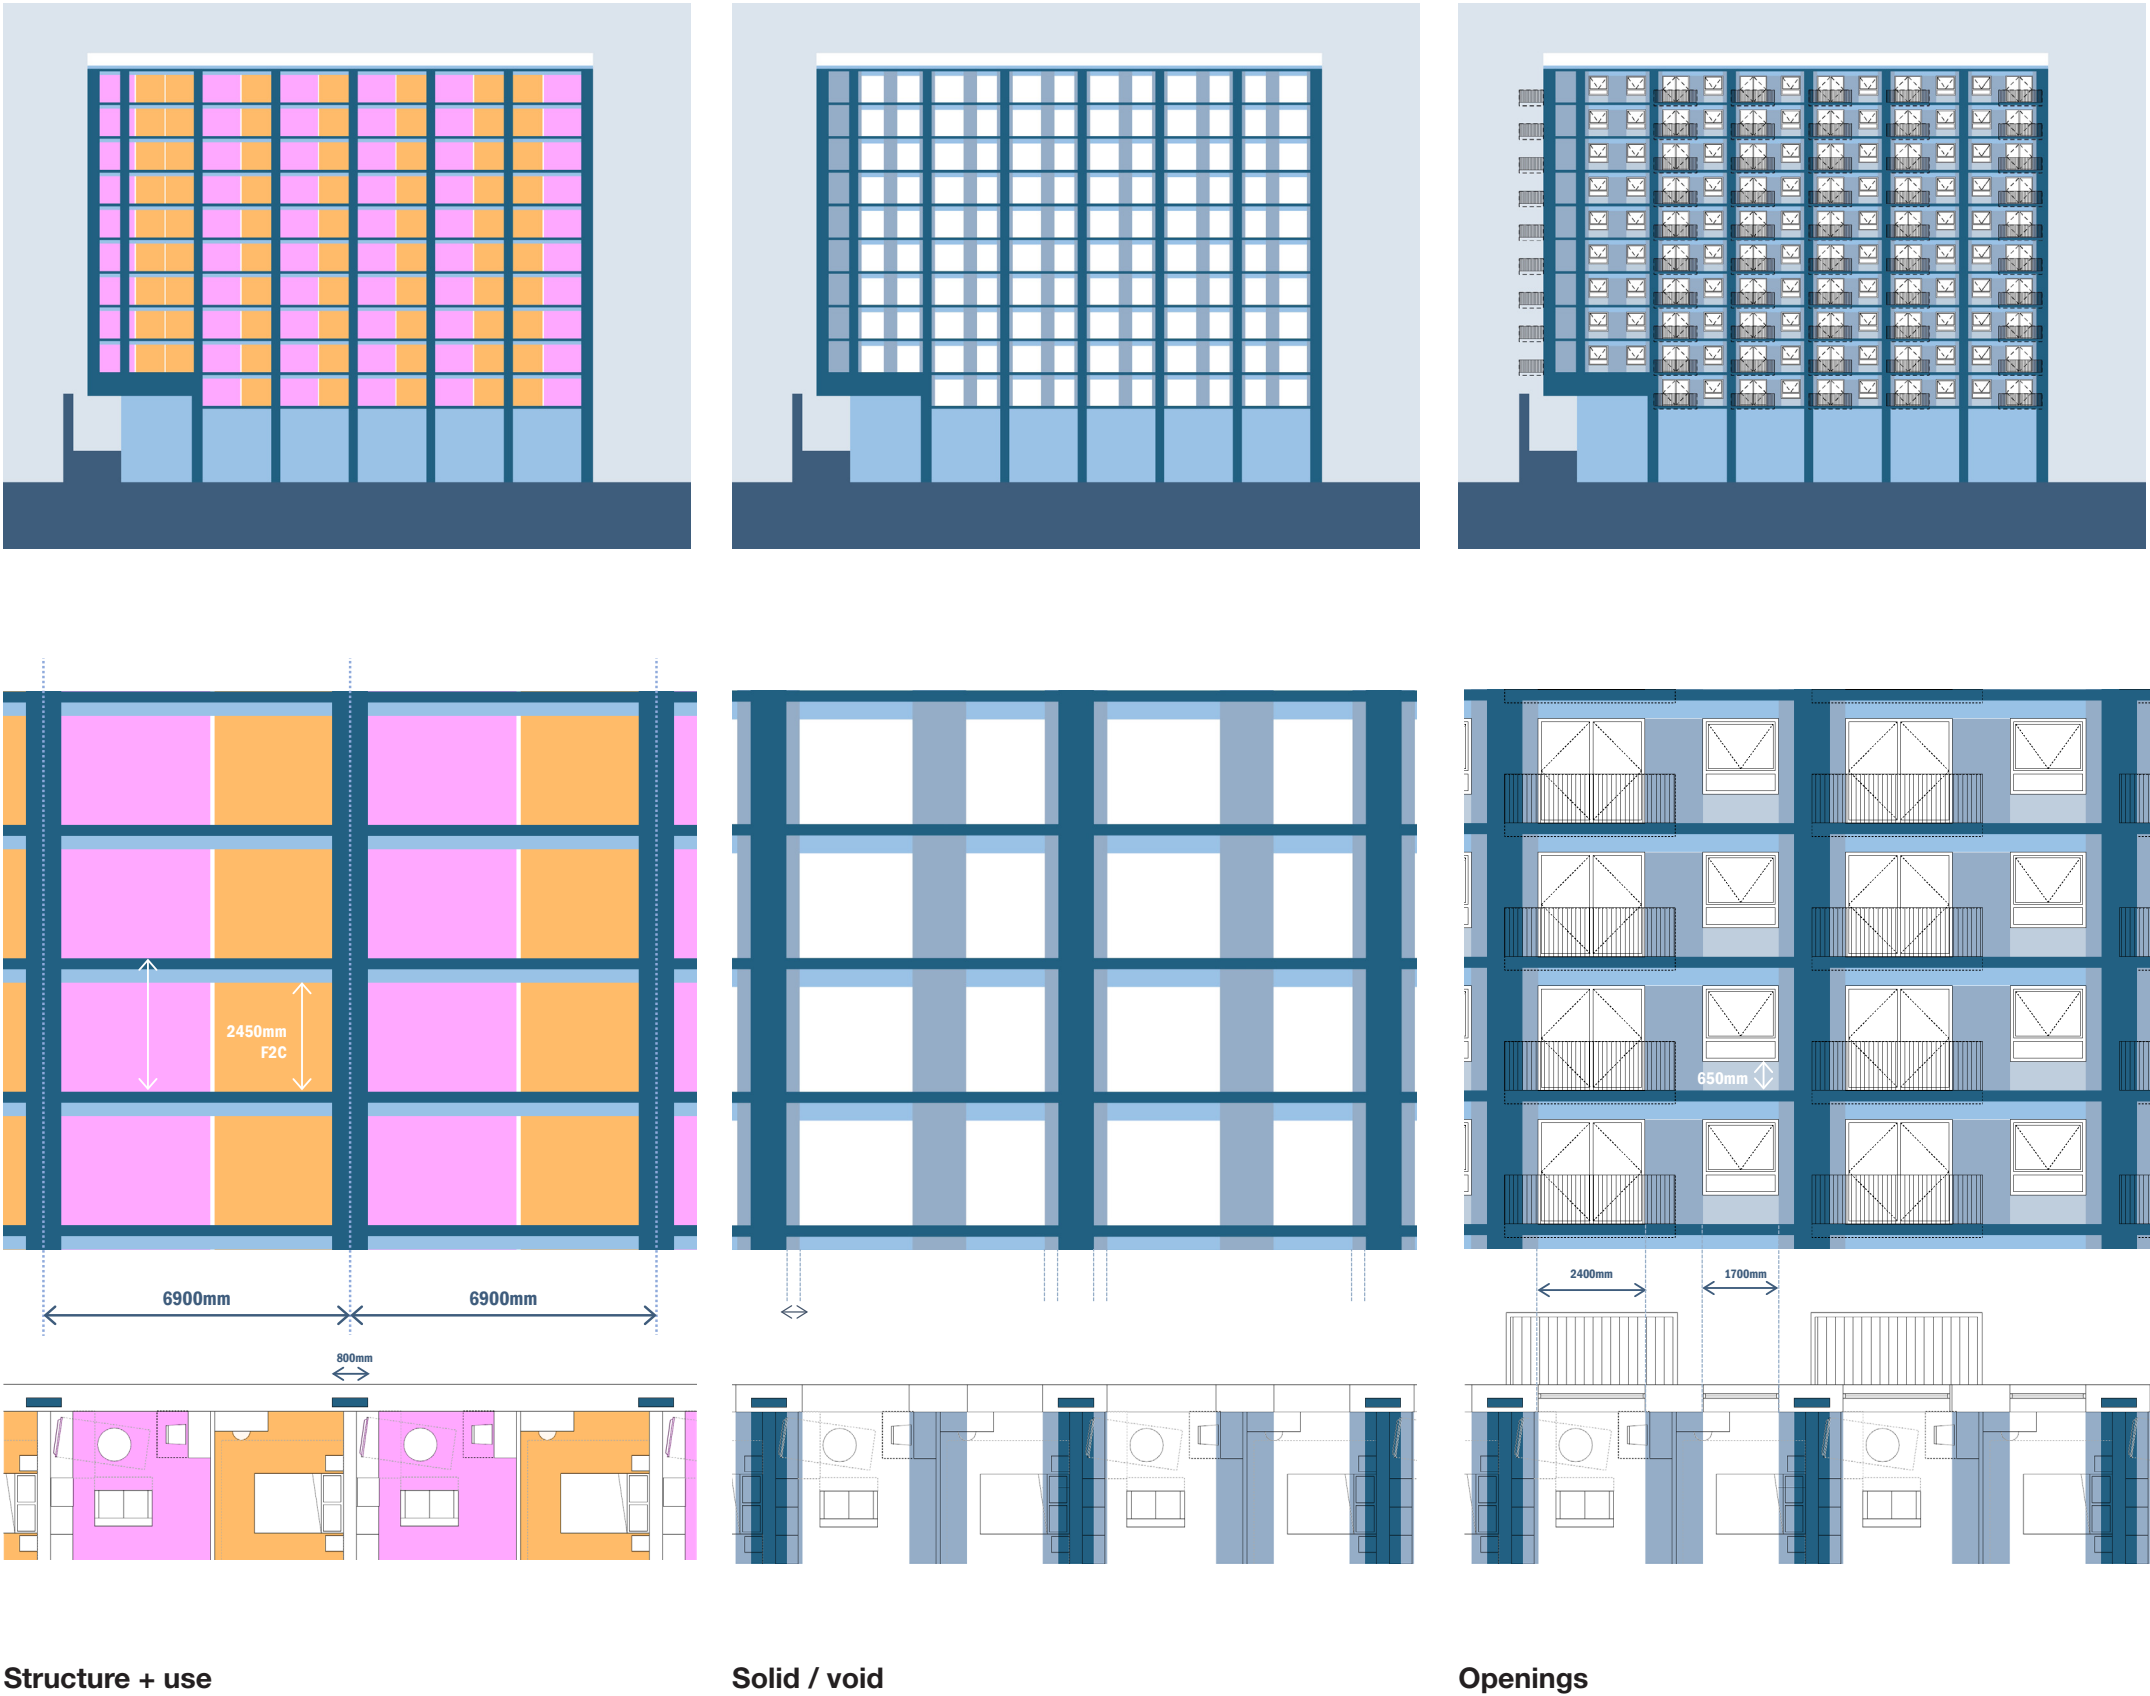 2450mm
F2C
650mm
6900mm
6900mm
800mm
2400mm
1700mm
Structure + use
Solid / void
Openings